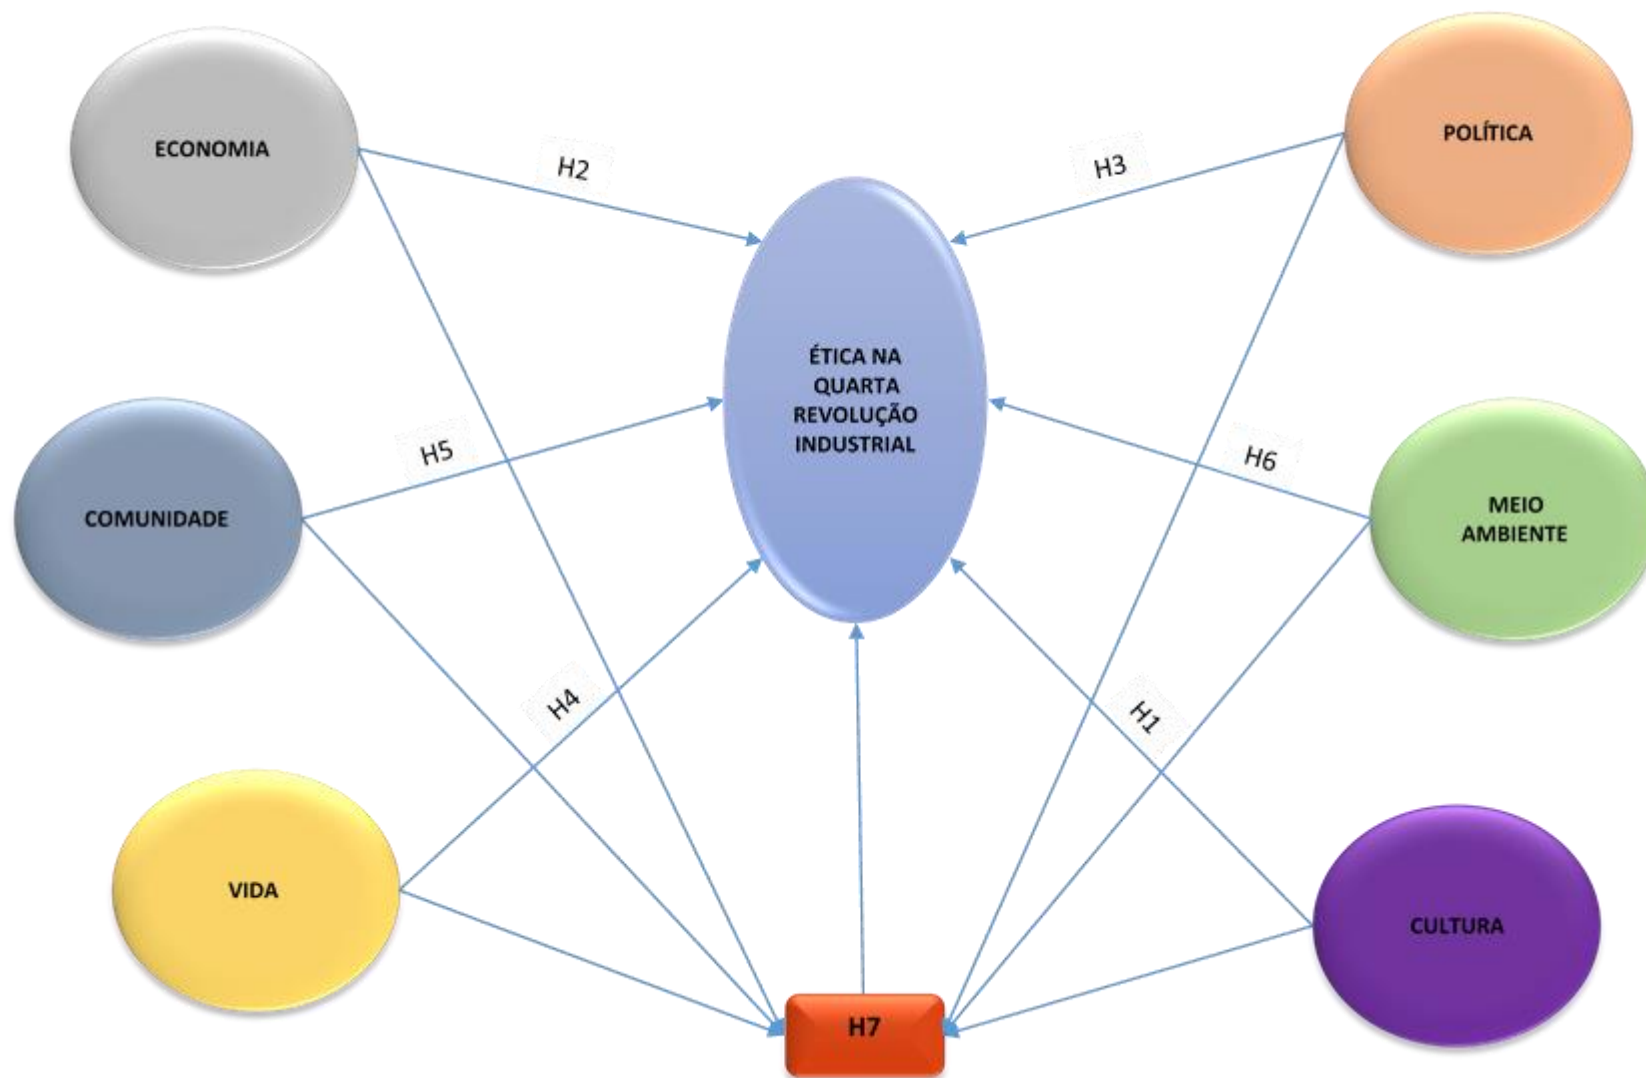 ECONOMIA
POLÍTICA
H2
H3
ÉTICA NA
QUARTA
REVOLUÇÃO
INDUSTRIAL
H5
H6
COMUNIDADE
MEIO
AMBIENTE
H4
H1
VIDA
CULTURA
H7